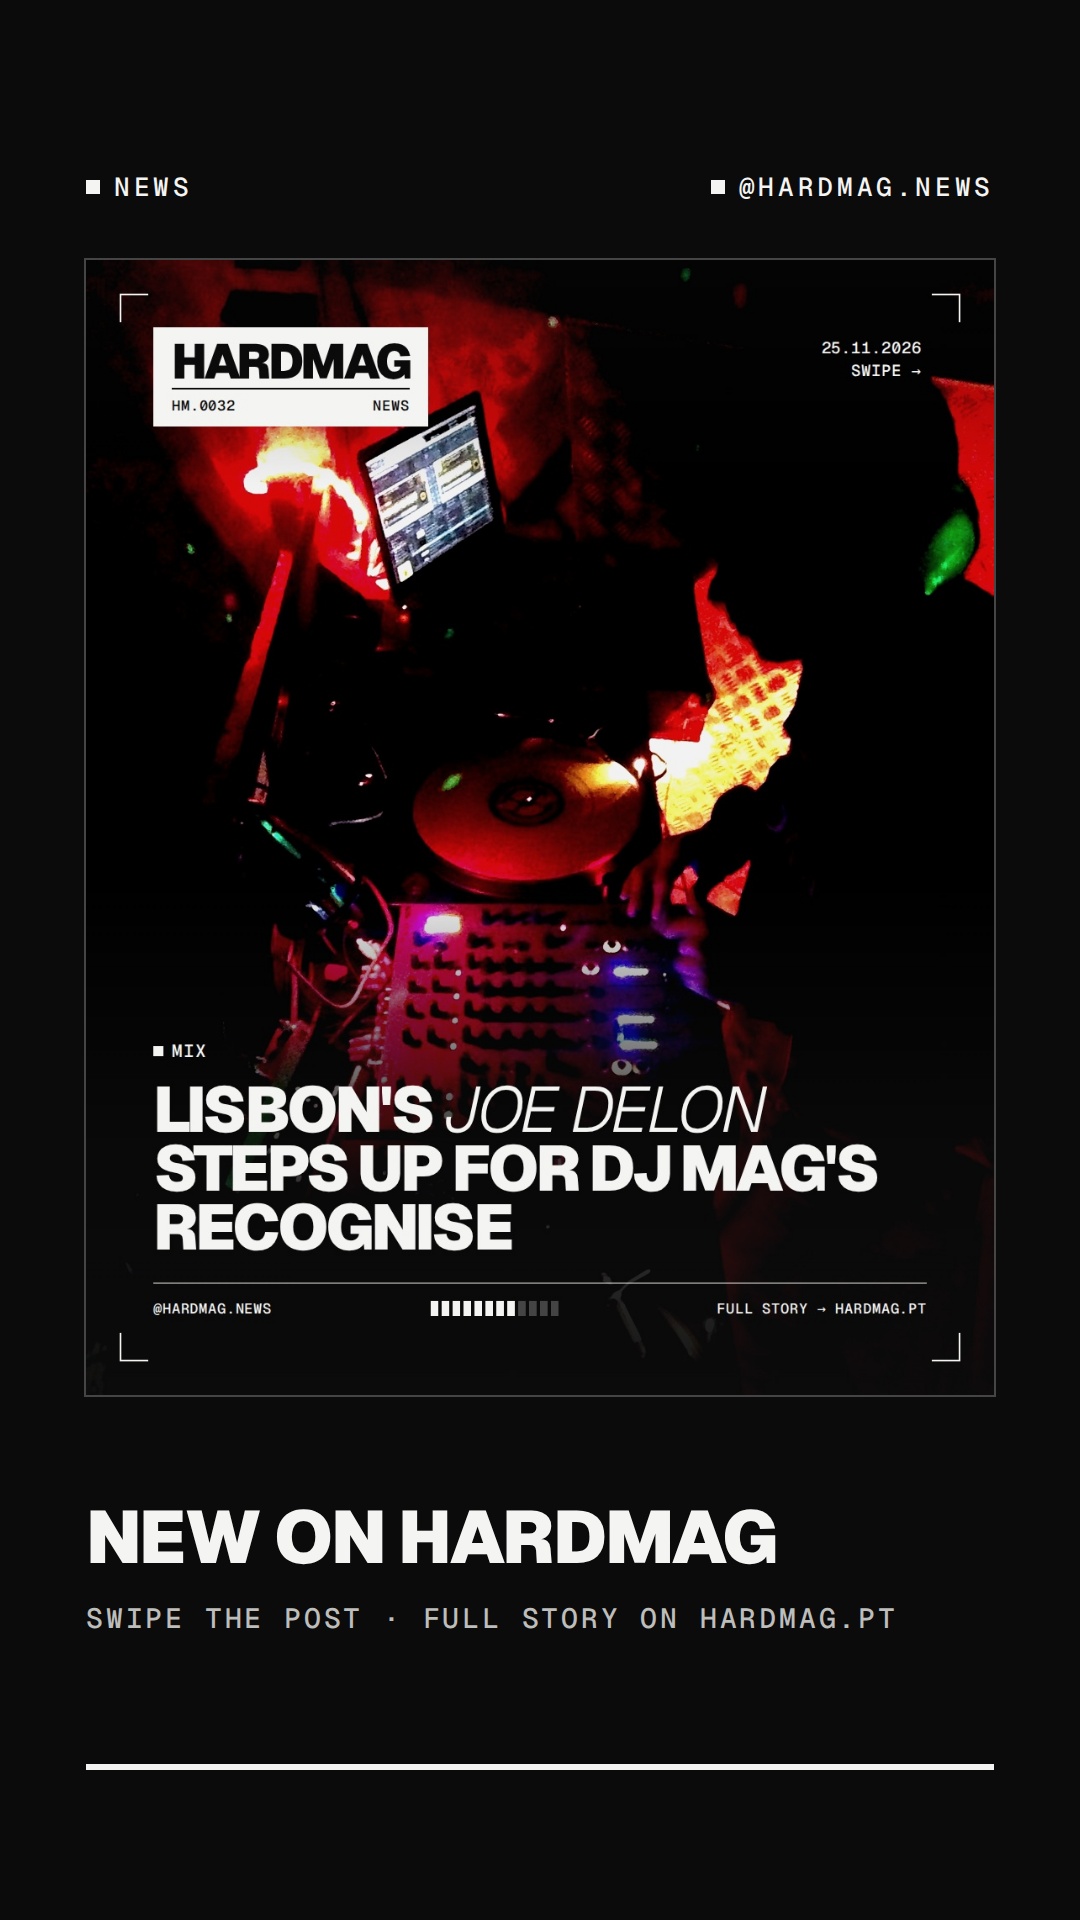 NEWS
@HARDMAG.NEWS
HARDMAG
HM.0032 NEWS
25.11.2026
SWIPE →
MIX
LISBON'S JOE DELON
STEPS UP FOR DJ MAG'S
RECOGNISE
@HARDMAG.NEWS
FULL STORY → HARDMAG.PT
NEW ON HARDMAG
SWIPE THE POST · FULL STORY ON HARDMAG.PT